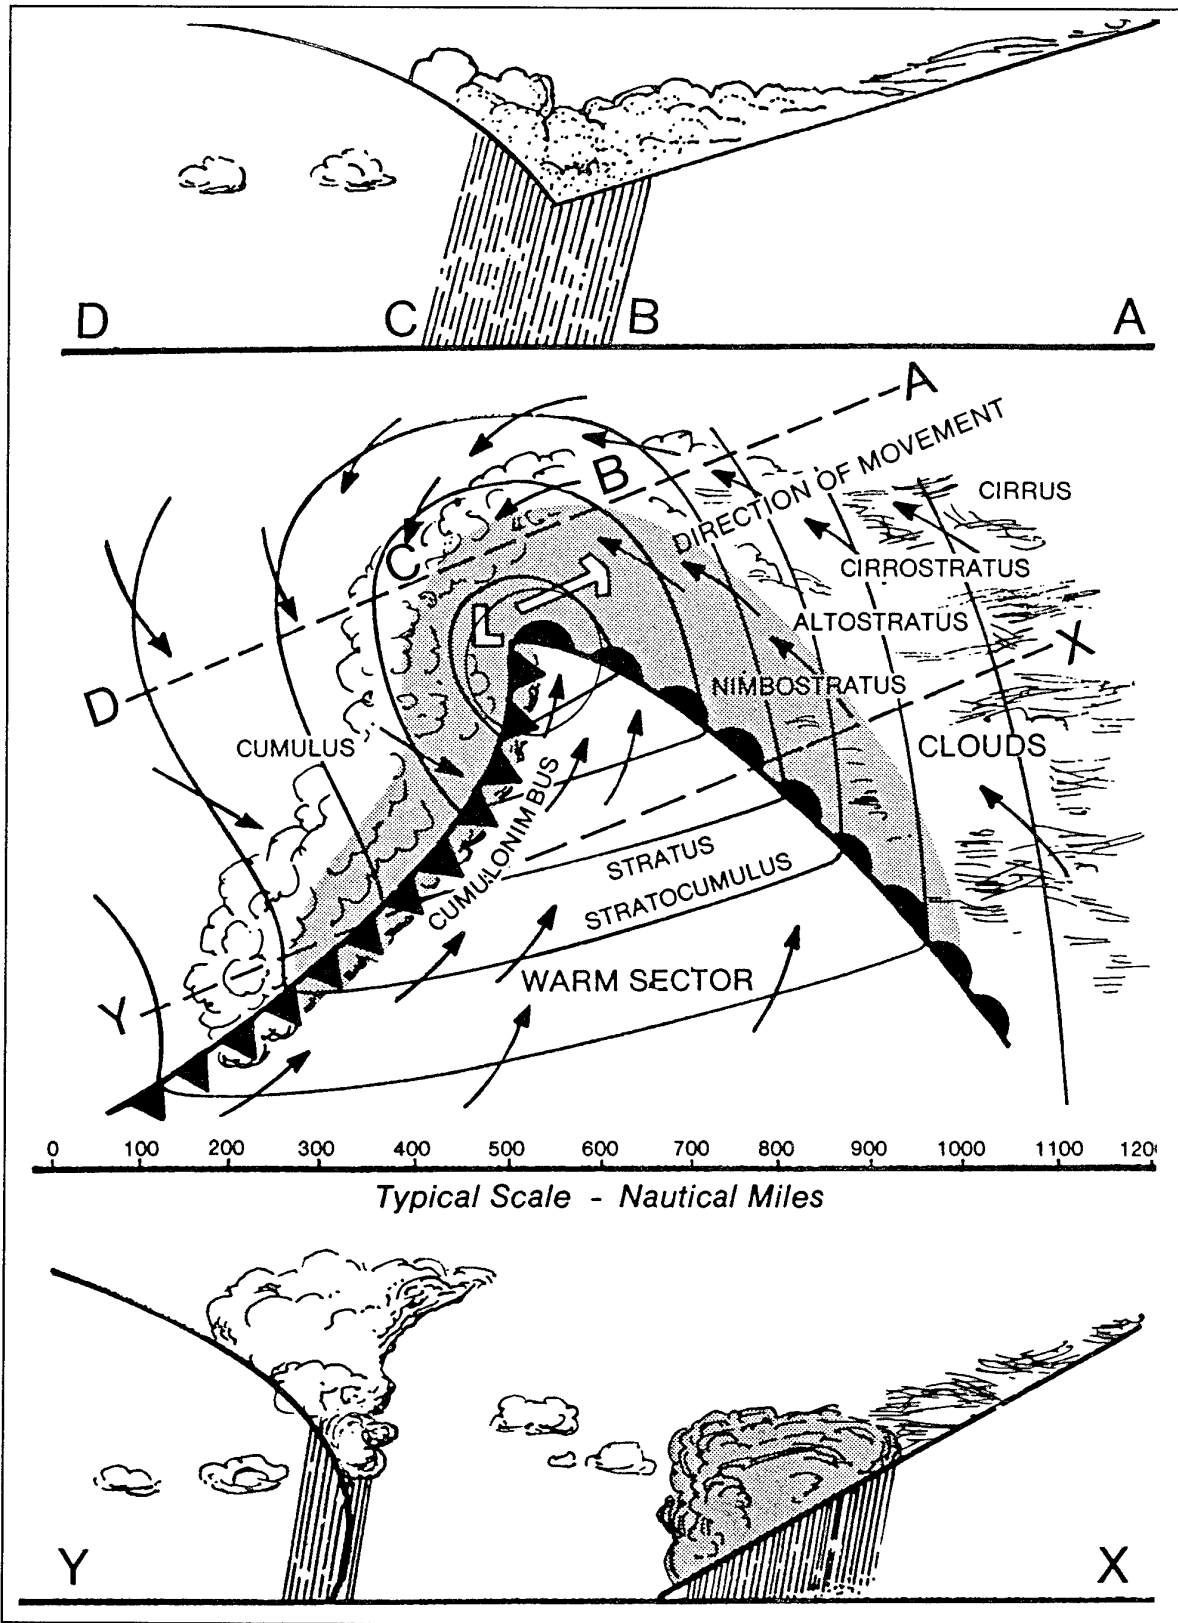 D C B A
A
DIRECTION OF MOVEMENT
B
CIRRUS
C
CIRROSTRATUS
L
ALTOSTRATUS
X
D
NIMBOSTRATUS
CUMULUS
CLOUDS
CUMULONIMBUS
STRATUS
STRATOCUMULUS
WARM SECTOR
Y
0 100 200 300 400 500 600 700 800 900 1000 1100 120
Typical Scale - Nautical Miles
Y X